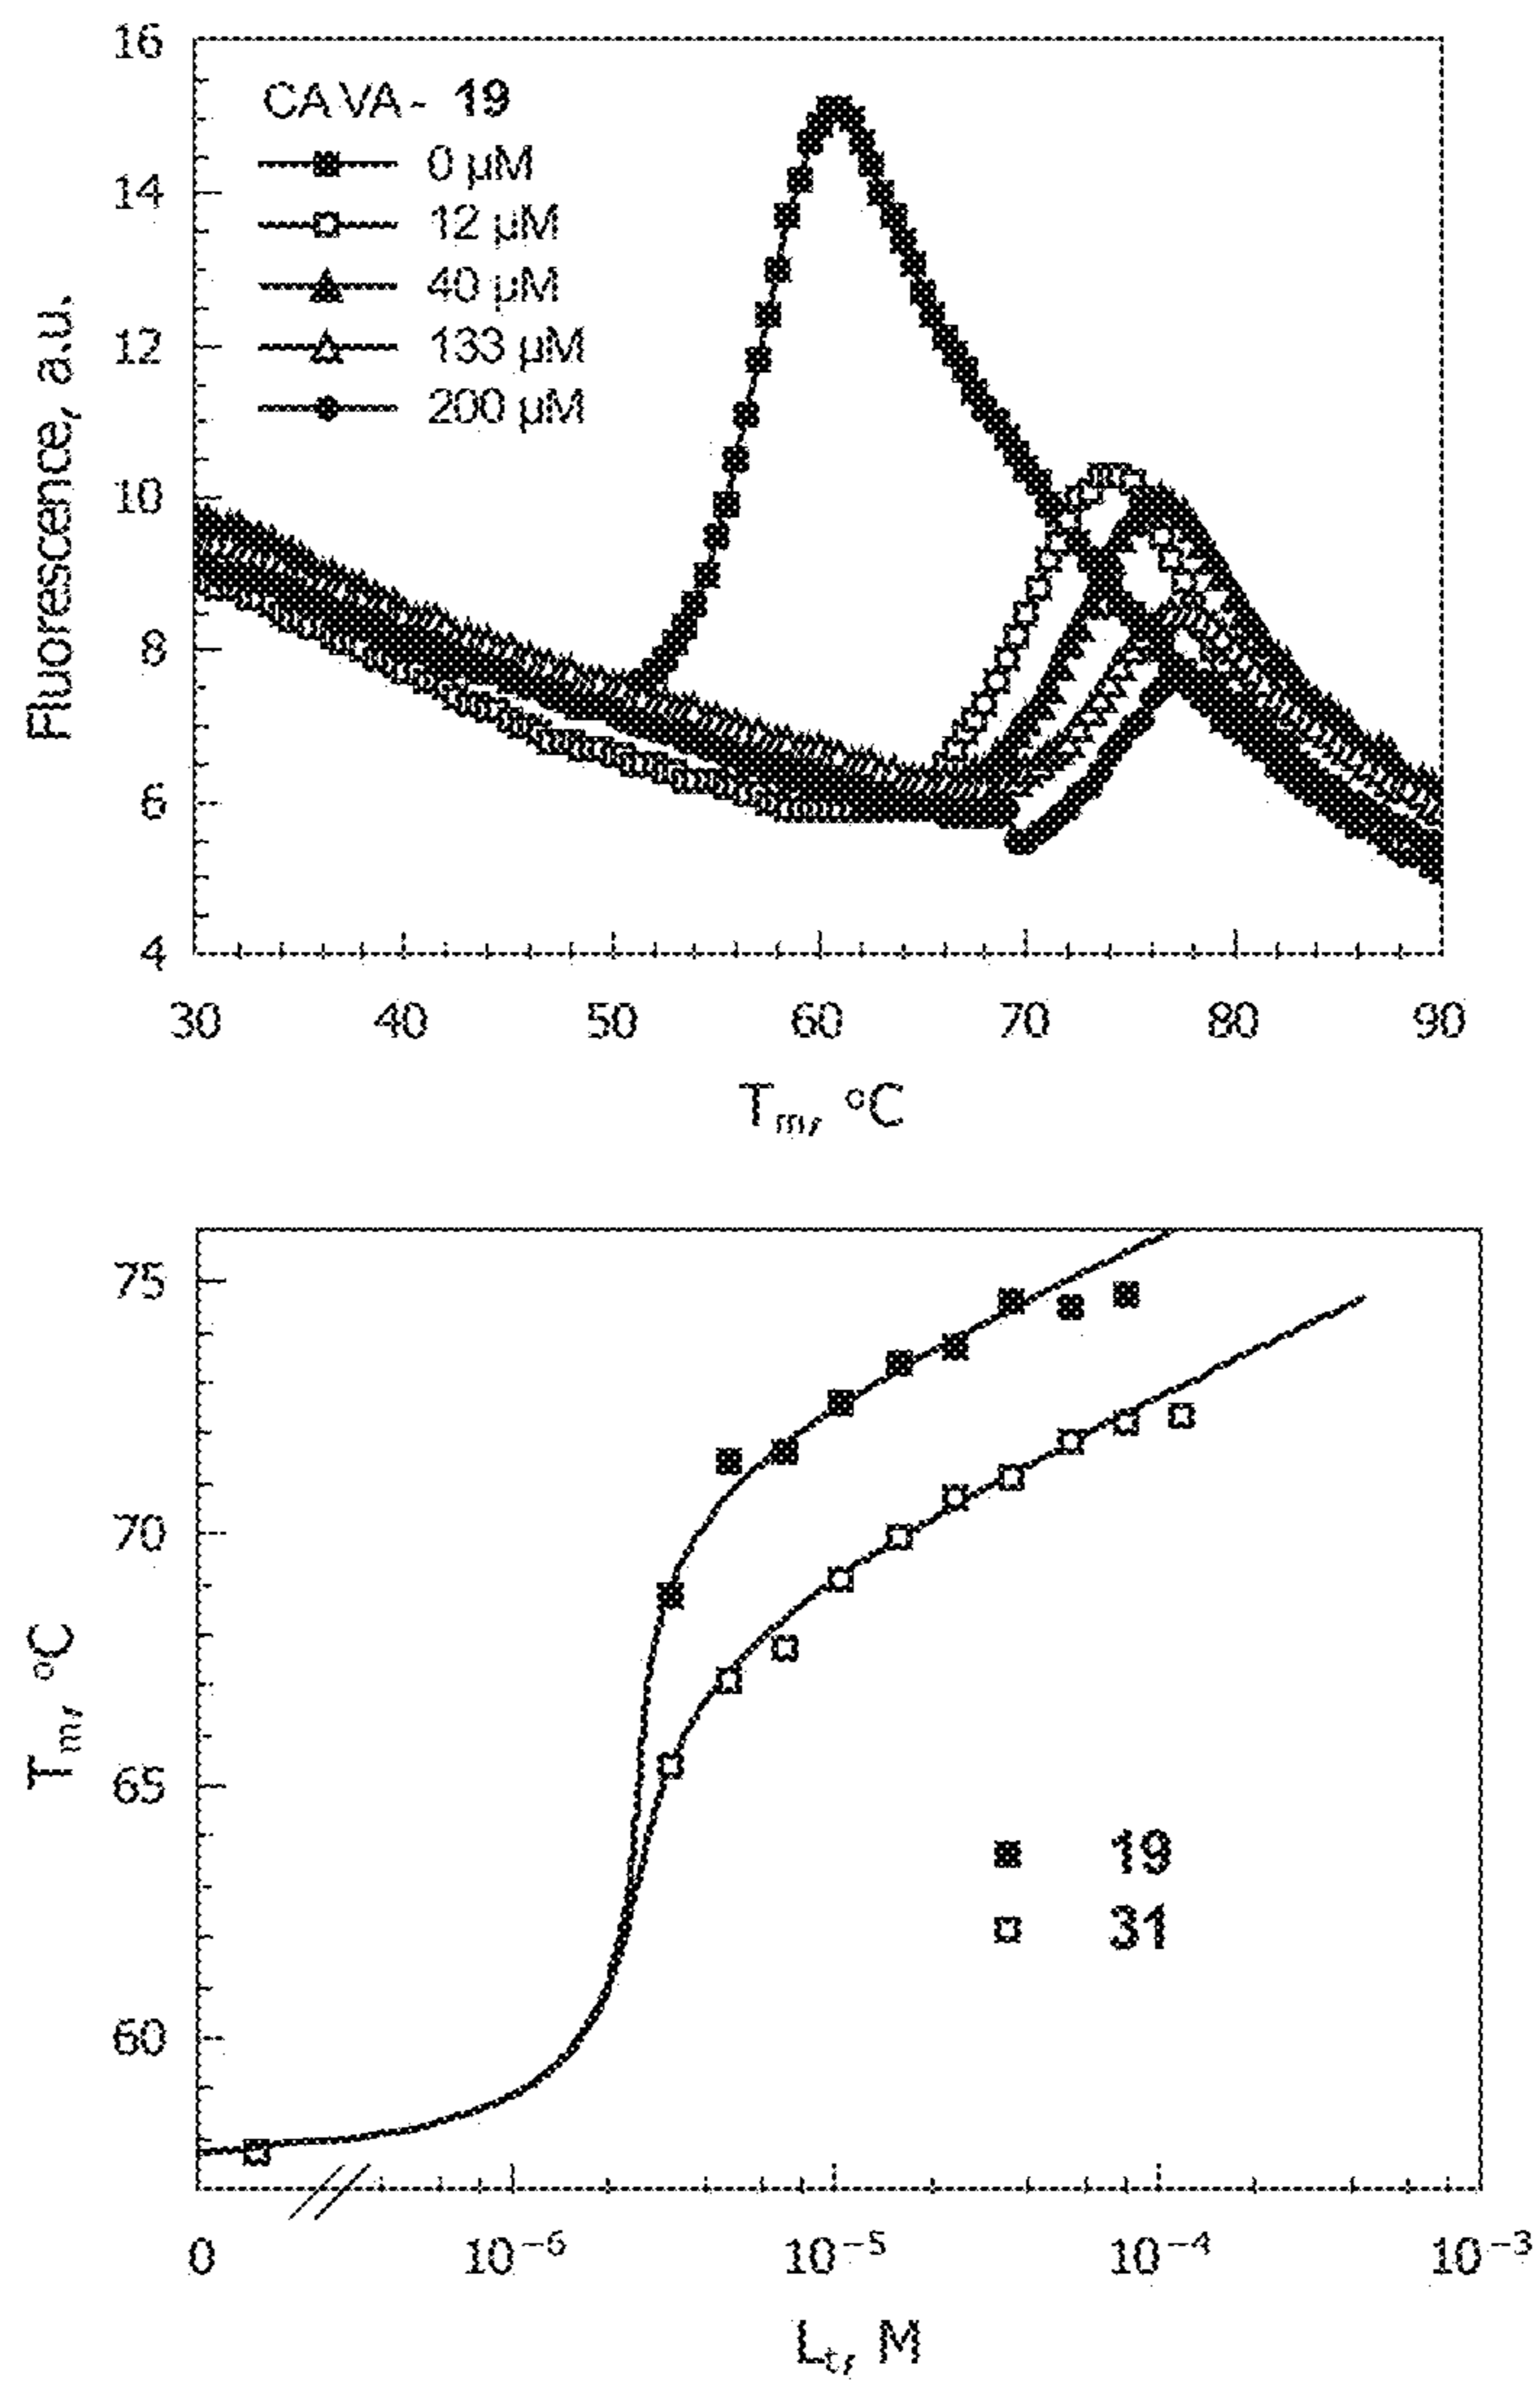 16
14
12
10
8
6
4
Fluorescence, a.u.
CA VA - 19
0 µM
12 µM
40 µM
133 µM
200 µM
30 40 50 60 70 80 90
Tm, °C
75
70
65
60
Tm, °C
19
31
0 10−6 10−5 10−4 10−3
Lt, M